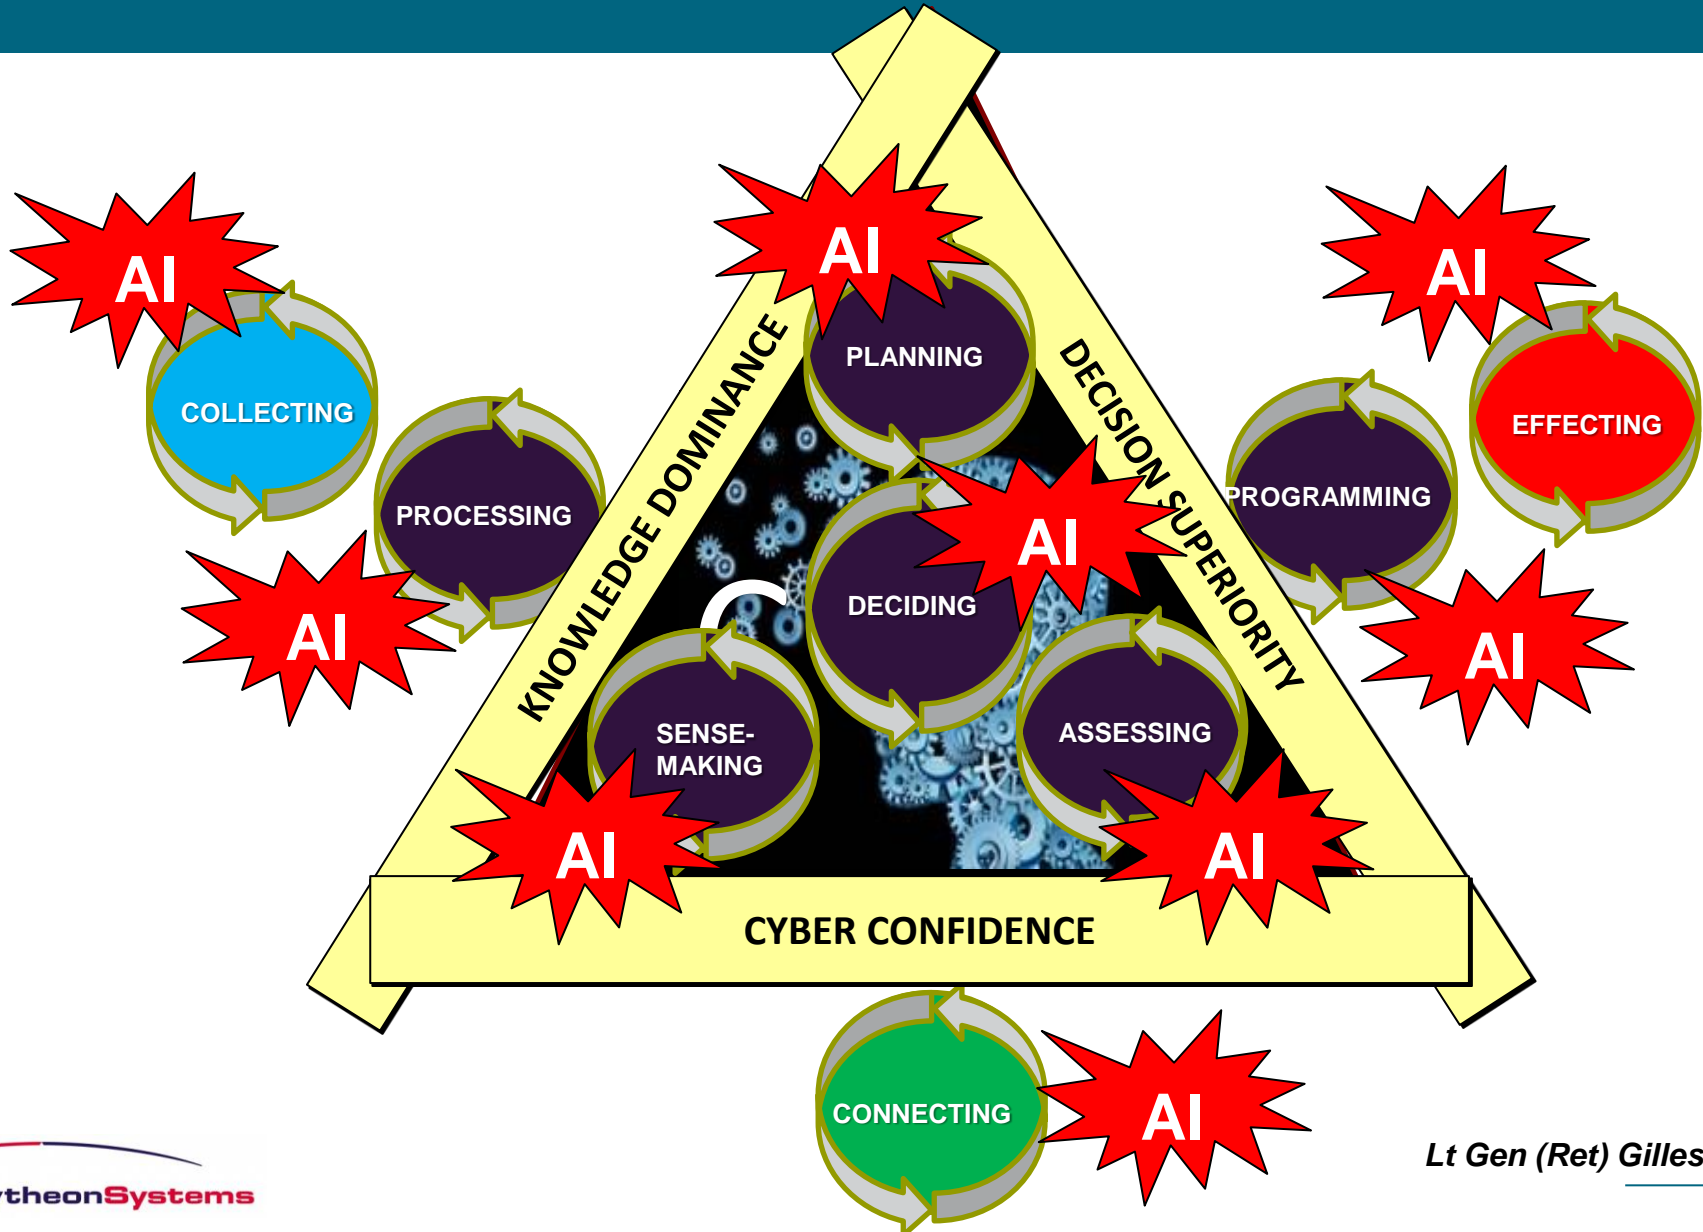 AI
AI
AI
PLANNING
COLLECTING
KNOWLEDGE DOMINANCE
DECISION SUPERIORITY
EFFECTING
PROCESSING
PROGRAMMING
AI
DECIDING
AI
AI
SENSE-
MAKING
ASSESSING
AI
AI
CYBER CONFIDENCE
CONNECTING
AI
Lt Gen (Ret) Gilles
ytheonSystems